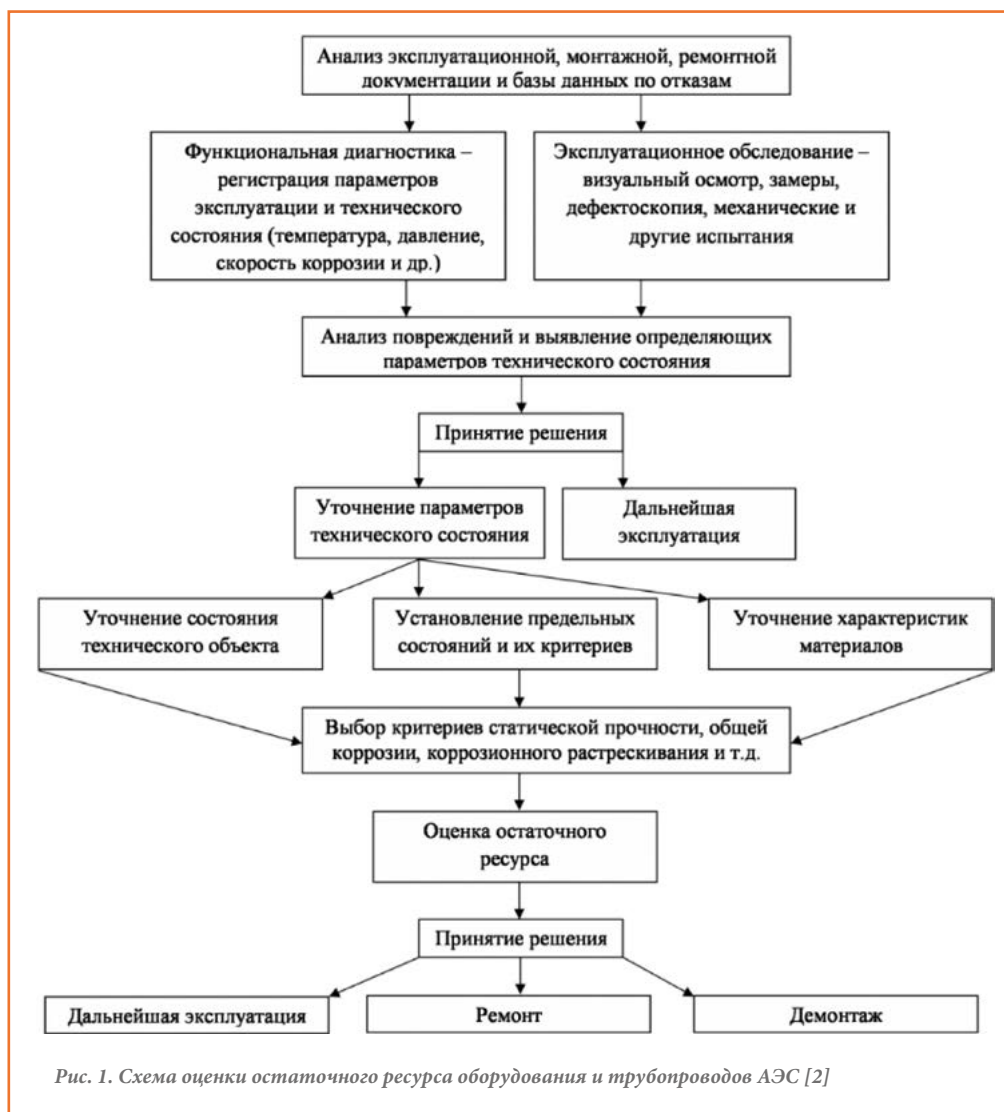 Анализ эксплуатационной, монтажной, ремонтной
документации и базы данных по отказам
Функциональная диагностика –
регистрация параметров
эксплуатации и технического
состояния (температура, давление,
скорость коррозии и др.)
Эксплуатационное обследование –
визуальный осмотр, замеры,
дефектоскопия, механические и
другие испытания
Анализ повреждений и выявление определяющих
параметров технического состояния
Принятие решения
Уточнение параметров
технического состояния
Дальнейшая
эксплуатация
Уточнение состояния
технического объекта
Установление предельных
состояний и их критериев
Уточнение характеристик
материалов
Выбор критериев статической прочности, общей
коррозии, коррозионного растрескивания и т.д.
Оценка остаточного
ресурса
Принятие решения
Дальнейшая эксплуатация
Ремонт
Демонтаж
Рис. 1. Схема оценки остаточного ресурса оборудования и трубопроводов АЭС [2]